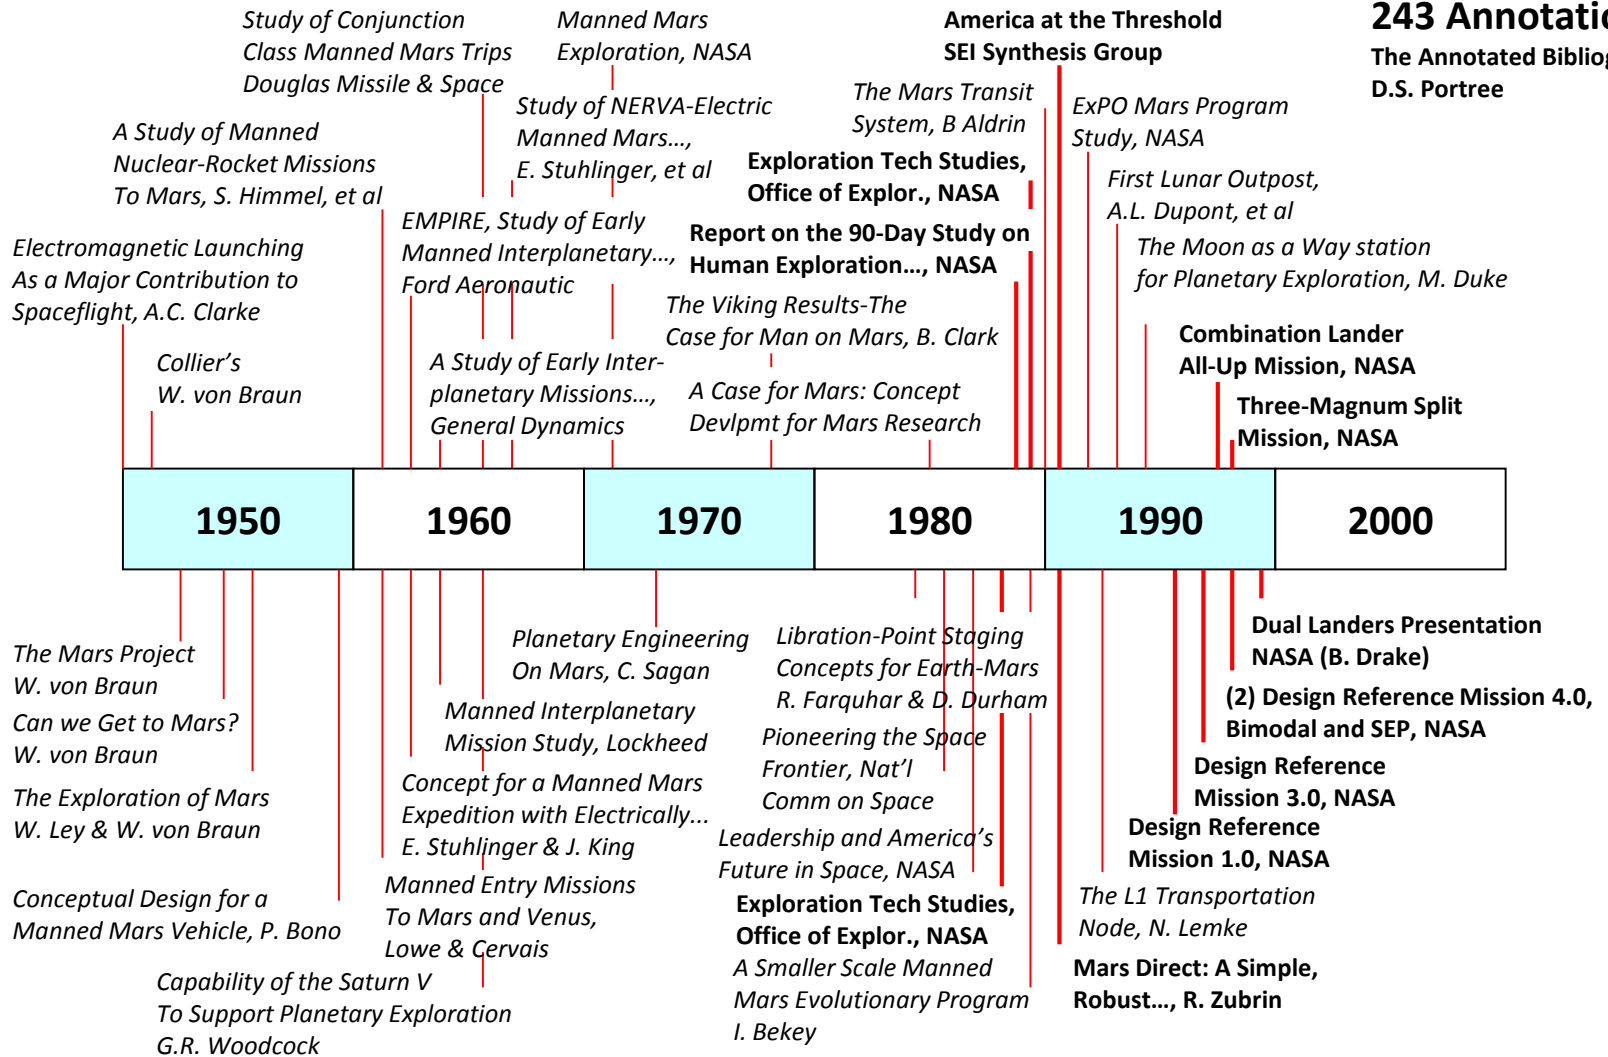 Study of Conjunction
Class Manned Mars Trips
Douglas Missile & Space
Manned Mars
Exploration, NASA
America at the Threshold
SEI Synthesis Group
243
The Annotated
D.S. Portree
A Study of Manned
Nuclear-Rocket Missions
To Mars, S. Himmel, et al
Study of NERVA-Electric
Manned Mars…,
E. Stuhlinger, et al
The Mars Transit
System, B Aldrin
ExPO Mars Program
Study, NASA
Exploration Tech Studies,
Office of Explor., NASA
First Lunar Outpost,
A.L. Dupont, et al
Electromagnetic Launching
As a Major Contribution to
Spaceflight, A.C. Clarke
EMPIRE, Study of Early
Manned Interplanetary…,
Ford Aeronautic
Report on the 90-Day Study on
Human Exploration…, NASA
The Moon as a Way station
for Planetary Exploration, M. Duke
The Viking Results-The
Case for Man on Mars, B. Clark
Combination Lander
All-Up Mission, NASA
Collier's
W. von Braun
A Study of Early Inter-
planetary Missions…,
General Dynamics
A Case for Mars: Concept
Devlpmt for Mars Research
Three-Magnum Split
Mission, NASA
1950
1960
1970
1980
1990
2000
The Mars Project
W. von Braun
Planetary Engineering
On Mars, C. Sagan
Libration-Point Staging
Concepts for Earth-Mars
R. Farquhar & D. Durham
Dual Landers Presentation
NASA (B. Drake)
Can we Get to Mars?
W. von Braun
Manned Interplanetary
Mission Study, Lockheed
Pioneering the Space
Frontier, Nat'l
Comm on Space
(2) Design Reference Mission 4.0,
Bimodal and SEP, NASA
The Exploration of Mars
W. Ley & W. von Braun
Concept for a Manned Mars
Expedition with Electrically...
E. Stuhlinger & J. King
Design Reference
Mission 3.0, NASA
Leadership and America's
Future in Space, NASA
Design Reference
Mission 1.0, NASA
Conceptual Design for a
Manned Mars Vehicle, P. Bono
Manned Entry Missions
To Mars and Venus,
Lowe & Cervais
Exploration Tech Studies,
Office of Explor., NASA
The L1 Transportation
Node, N. Lemke
Capability of the Saturn V
To Support Planetary Exploration
G.R. Woodcock
A Smaller Scale Manned
Mars Evolutionary Program
I. Bekey
Mars Direct: A Simple,
Robust…, R. Zubrin